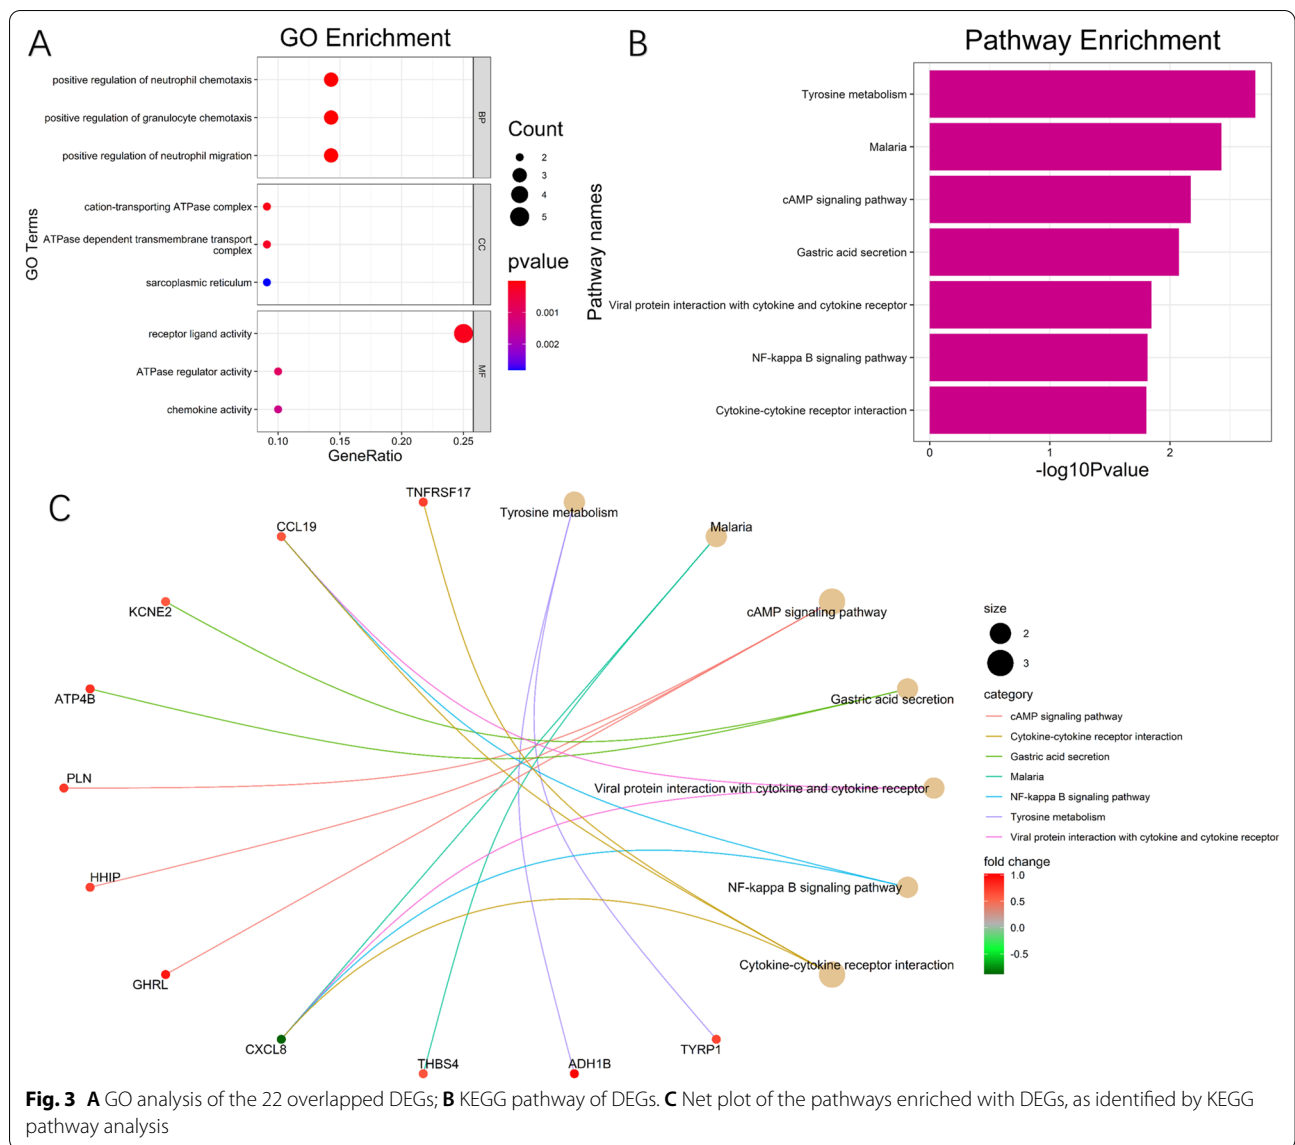 A
GO Enrichment
GO Terms
positive regulation of neutrophil chemotaxis
positive regulation of granulocyte chemotaxis
positive regulation of neutrophil migration
cation-transporting ATPase complex
ATPase dependent transmembrane transport
complex
sarcoplasmic reticulum
receptor ligand activity
ATPase regulator activity
chemokine activity
BP
CC
MF
0.10
0.15
0.20
0.25
GeneRatio
Count
2
3
4
5
pvalue
0.001
0.002
B
Pathway Enrichment
Pathway names
Tyrosine metabolism
Malaria
cAMP signaling pathway
Gastric acid secretion
Viral protein interaction with cytokine and cytokine receptor
NF-kappa B signaling pathway
Cytokine-cytokine receptor interaction
0
1
2
-log10Pvalue
C
TNFRSF17
CCL19
KCNE2
ATP4B
PLN
HHIP
GHRL
CXCL8
THBS4
ADH1B
TYRP1
Tyrosine metabolism
Malaria
cAMP signaling pathway
Gastric acid secretion
Viral protein interaction with cytokine and cytokine receptor
NF-kappa B signaling pathway
Cytokine-cytokine receptor interaction
size
2
3
category
cAMP signaling pathway
Cytokine-cytokine receptor interaction
Gastric acid secretion
Malaria
NF-kappa B signaling pathway
Tyrosine metabolism
Viral protein interaction with cytokine and cytokine receptor
fold change
1.0
0.5
0.0
-0.5
Fig. 3 A GO analysis of the 22 overlapped DEGs; B KEGG pathway of DEGs. C Net plot of the pathways enriched with DEGs, as identified by KEGG
pathway analysis